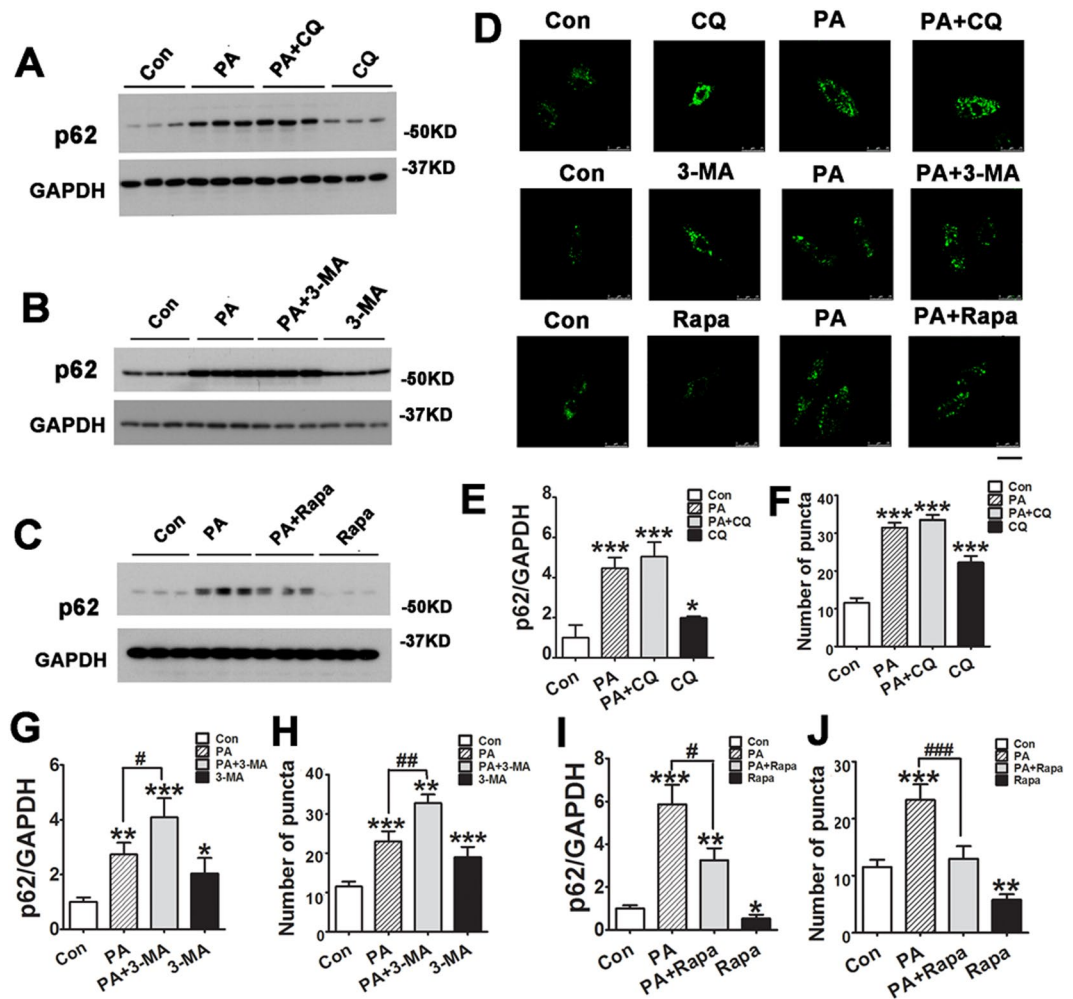 A
Con PA PA+CQ CQ
p62
-50KD
-37KD
GAPDH
B
Con PA PA+3-MA 3-MA
p62
-50KD
-37KD
GAPDH
C
Con PA PA+Rapa Rapa
p62
-50KD
-37KD
GAPDH
D
Con CQ PA PA+CQ
Con 3-MA PA PA+3-MA
Con Rapa PA PA+Rapa
E
p62/GAPDH
8
6
4
2
0
*** *** *
Con
PA
PA+CQ
CQ
Con PA PA+CQ CQ
F
Number of puncta
40
30
20
10
0
*** *** ***
Con
PA
PA+CQ
CQ
Con PA PA+CQ CQ
G
p62/GAPDH
6
4
2
0
#
** *** *
Con
PA
PA+3-MA
3-MA
Con PA PA+3-MA 3-MA
H
Number of puncta
40
30
20
10
0
##
*** ** ***
Con
PA
PA+3-MA
3-MA
Con PA PA+3-MA 3-MA
I
p62/GAPDH
8
6
4
2
0
#
*** ** *
Con
PA
PA+Rapa
Rapa
Con PA PA+Rapa Rapa
J
Number of puncta
30
20
10
0
###
*** **
Con
PA
PA+Rapa
Rapa
Con PA PA+Rapa Rapa